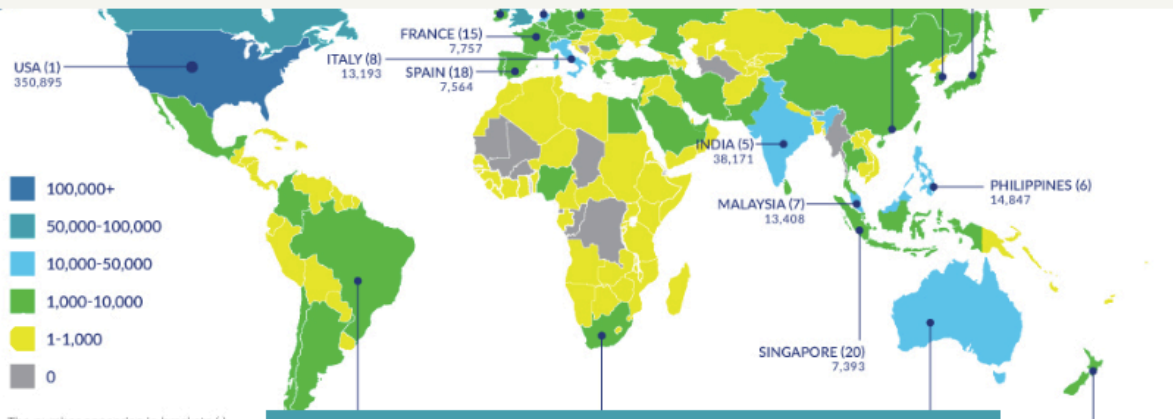 USA (1)
350,895
FRANCE (15)
7,757
ITALY (8)
13,193
SPAIN (18)
7,564
INDIA (5)
38,171
MALAYSIA (7)
13,408
PHILIPPINES (6)
14,847
SINGAPORE (20)
7,393
100,000+
50,000-100,000
10,000-50,000
1,000-10,000
1-1,000
0